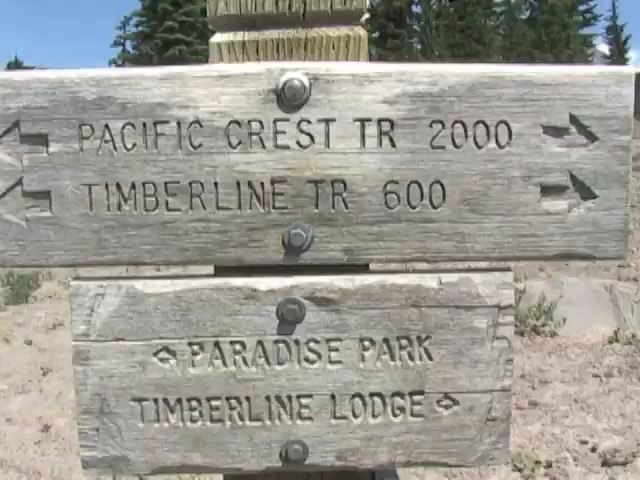 PACIFIC CREST TR 2000
TIMBERLINE TR 600
PARADISE PARK
TIMBERLINE LODGE